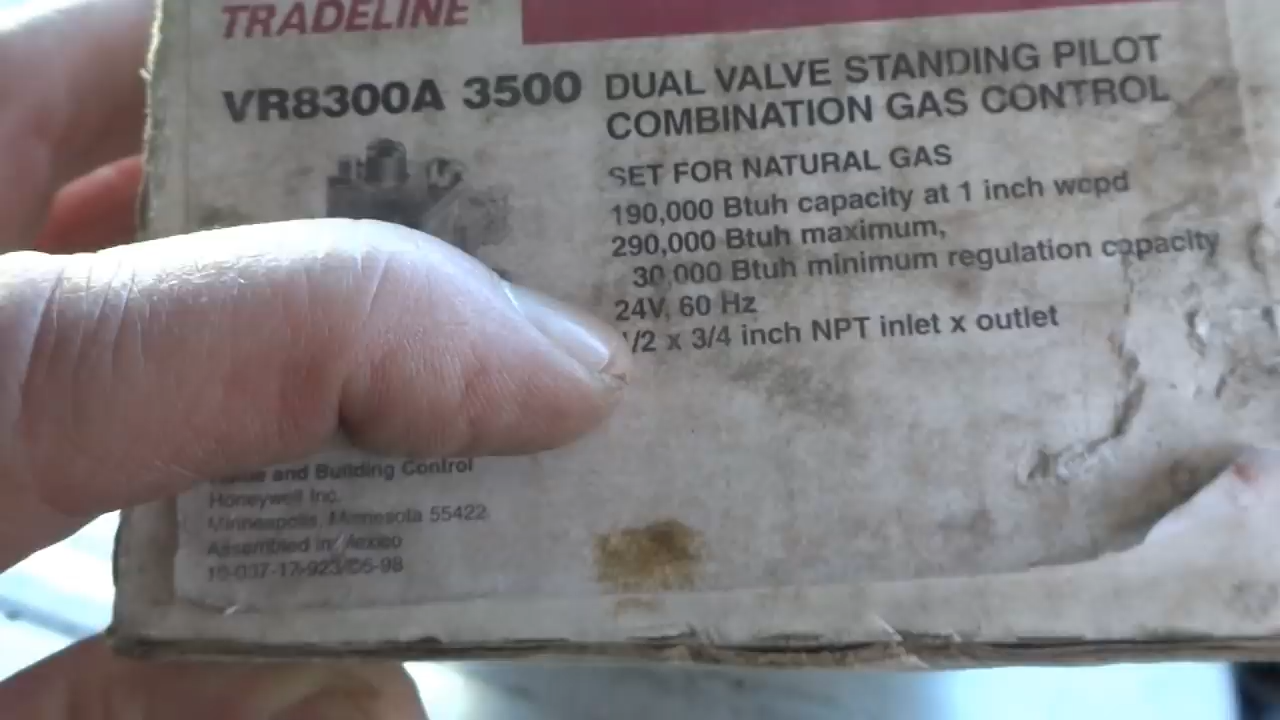 TRADELINE
VR8300A 3500
DUAL VALVE STANDING PILOT
COMBINATION GAS CONTROL
SET FOR NATURAL GAS
190,000 Btuh capacity at 1 inch wcpd
290,000 Btuh maximum,
30,000 Btuh minimum regulation capacity
24V, 60 Hz
1/2 x 3/4 inch NPT inlet x outlet
and Building Control
Honeywell Inc.
Minneapolis, Minnesota 55422
Assembled in Mexico